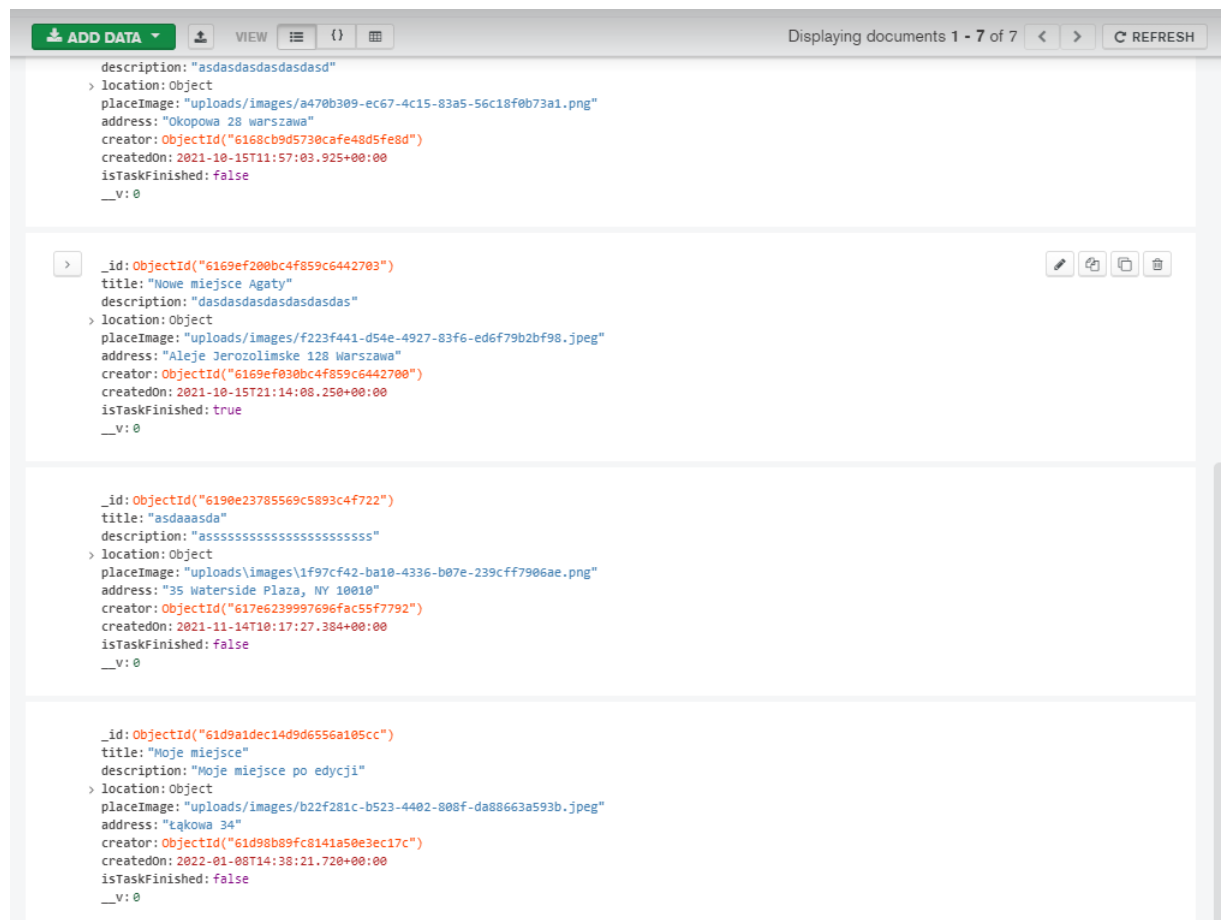 ADD DATA VIEW {} Displaying documents 1 - 7 of 7 < > REFRESH
description: "asdasdasdasdasdasd"
> location: Object
placeImage: "uploads/images/a470b309-ec67-4c15-83a5-56c18f0b73a1.png"
address: "Okopowa 28 warszawa"
creator: ObjectId("6168cb9d5730cafe48d5fe8d")
createdOn: 2021-10-15T11:57:03.925+00:00
isTaskFinished: false
__v: 0
> _id: ObjectId("6169ef200bc4f859c6442703")
title: "Nowe miejsce Agaty"
description: "dasdasdasdasdasdasdas"
> location: Object
placeImage: "uploads/images/f223f441-d54e-4927-83f6-ed6f79b2bf98.jpeg"
address: "Aleje Jerozolimske 128 Warszawa"
creator: ObjectId("6169ef030bc4f859c6442700")
createdOn: 2021-10-15T21:14:08.250+00:00
isTaskFinished: true
__v: 0
_id: ObjectId("6190e23785569c5893c4f722")
title: "asdaaasda"
description: "asssssssssssssssssssssss"
> location: Object
placeImage: "uploads\images\1f97cf42-ba10-4336-b07e-239cff7906ae.png"
address: "35 Waterside Plaza, NY 10010"
creator: ObjectId("617e6239997696fac55f7792")
createdOn: 2021-11-14T10:17:27.384+00:00
isTaskFinished: false
__v: 0
_id: ObjectId("61d9a1dec14d9d6556a105cc")
title: "Moje miejsce"
description: "Moje miejsce po edycji"
> location: Object
placeImage: "uploads/images/b22f281c-b523-4402-808f-da88663a593b.jpeg"
address: "Łąkowa 34"
creator: ObjectId("61d98b89fc8141a50e3ec17c")
createdOn: 2022-01-08T14:38:21.720+00:00
isTaskFinished: false
__v: 0